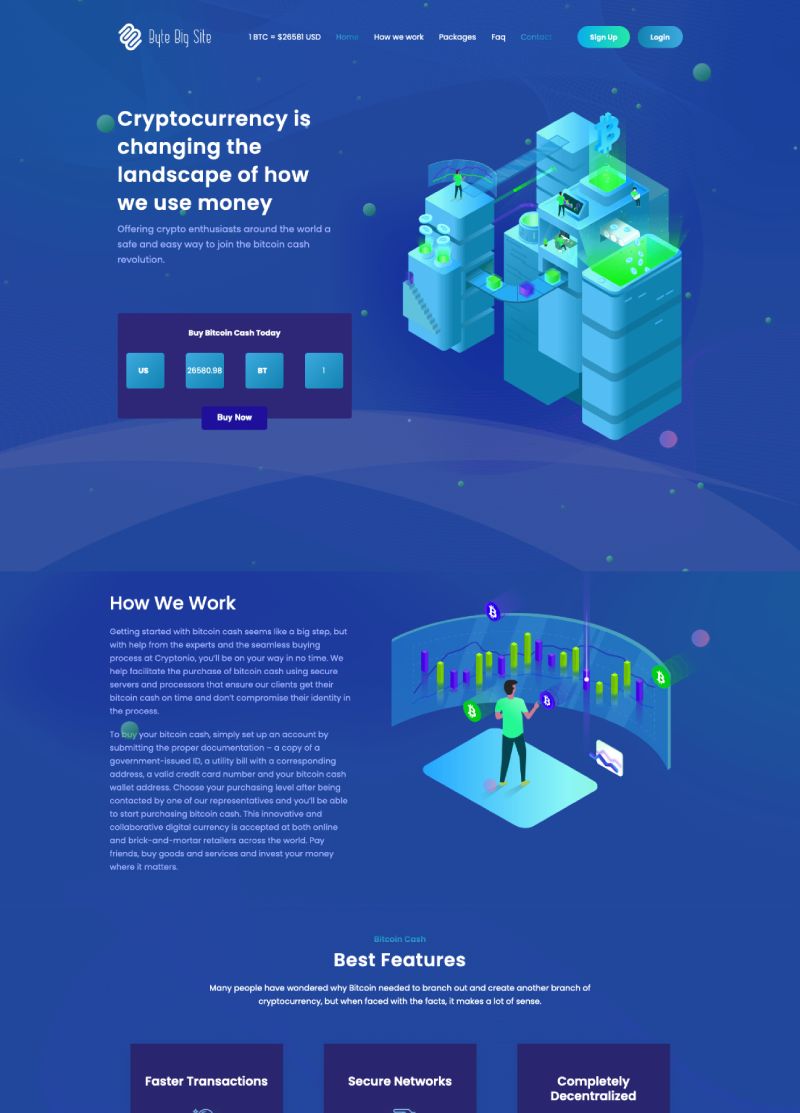 Byte Big Site
1 BTC = $26581 USD
Home
How we work
Packages
Faq
Contact
Sign Up
Login
Cryptocurrency is
changing the
landscape of how
we use money
Offering crypto enthusiasts around the world a
safe and easy way to join the bitcoin cash
revolution.
Buy Bitcoin Cash Today
US
26580.98
BT
1
Buy Now
How We Work
Getting started with bitcoin cash seems like a big step, but
with help from the experts and the seamless buying
process at Cryptonio, you'll be on your way in no time. We
help facilitate the purchase of bitcoin cash using secure
servers and processors that ensure our clients get their
bitcoin cash on time and don't compromise their identity in
the process.
To buy your bitcoin cash, simply set up an account by
submitting the proper documentation – a copy of a
government-issued ID, a utility bill with a corresponding
address, a valid credit card number and your bitcoin cash
wallet address. Choose your purchasing level after being
contacted by one of our representatives and you'll be able
to start purchasing bitcoin cash. This innovative and
collaborative digital currency is accepted at both online
and brick-and-mortar retailers across the world. Pay
friends, buy goods and services and invest your money
where it matters.
Bitcoin Cash
Best Features
Many people have wondered why Bitcoin needed to branch out and create another branch of
cryptocurrency, but when faced with the facts, it makes a lot of sense.
Faster Transactions
Secure Networks
Completely
Decentralized